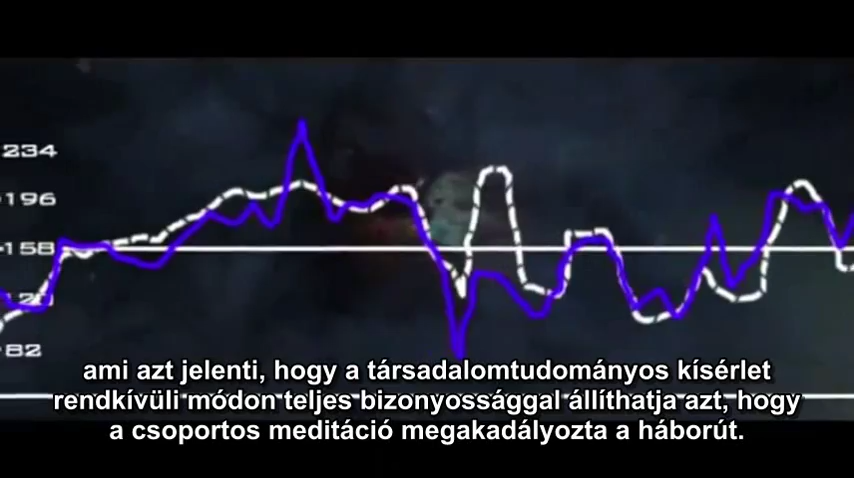 234
196
158
120
82
ami azt jelenti, hogy a társadalomtudományos kísérlet
rendkívüli módon teljes bizonyossággal állíthatja azt, hogy
a csoportos meditáció megakadályozta a háborút.